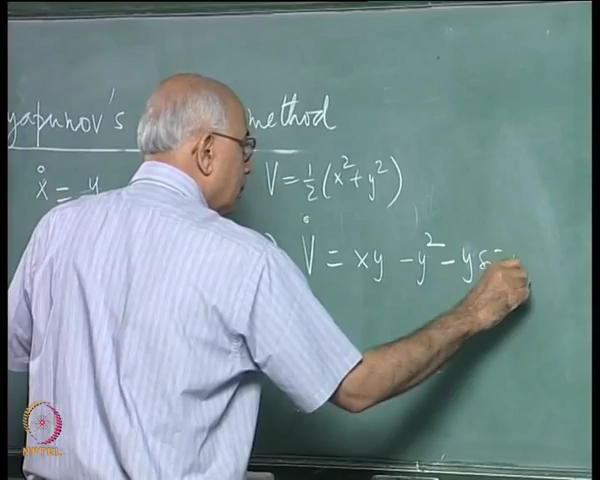 yapunov's method
ẋ = y V = ½(x² + y²)
V̇ = xy - y² - y s
NPTEL